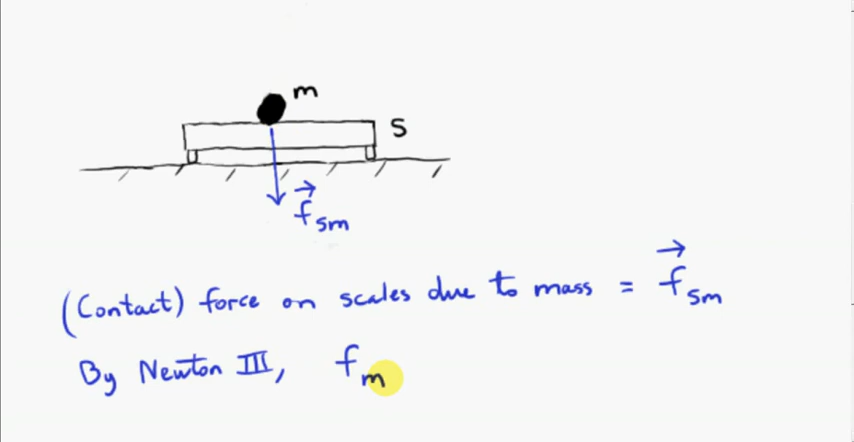 m
S
f⃗sm
(Contact) force on scales due to mass = f⃗sm
By Newton III, fm